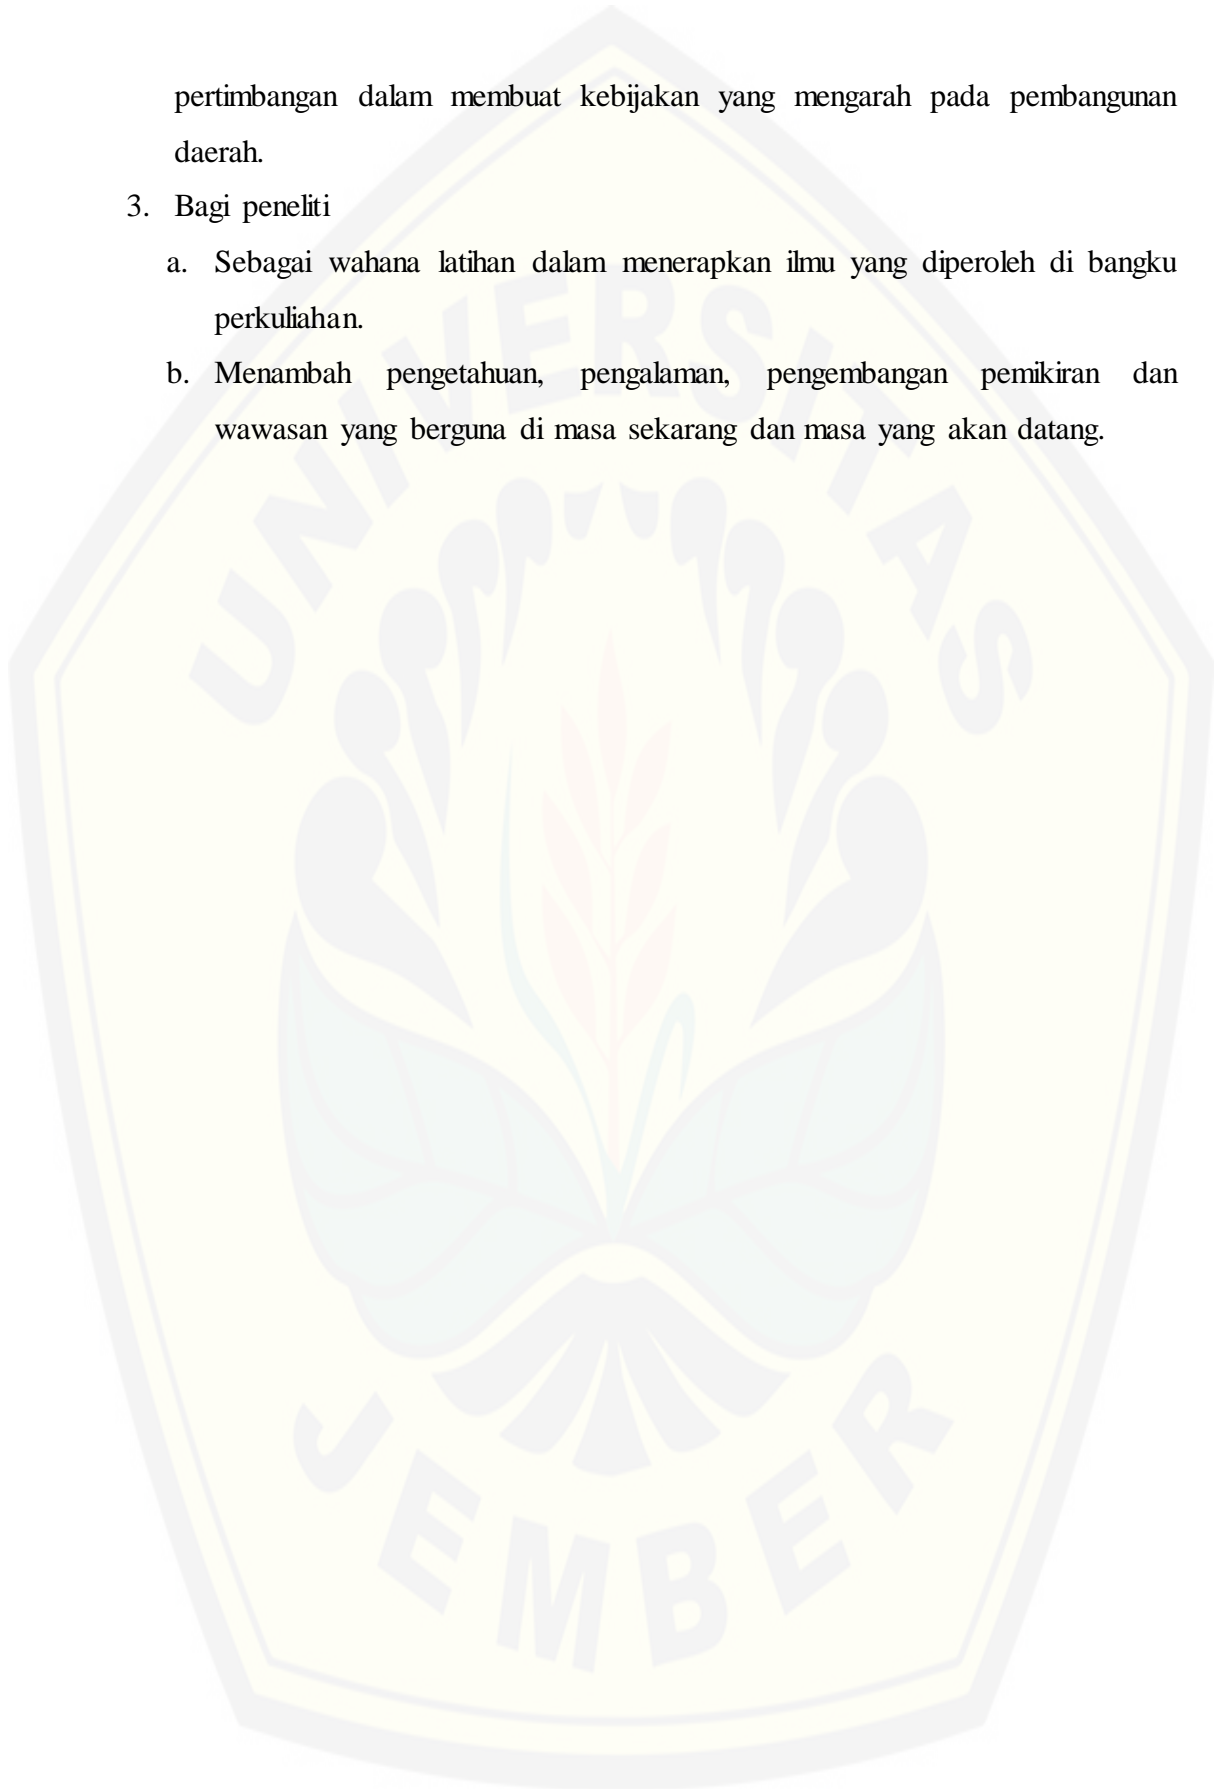 pertimbangan dalam membuat kebijakan yang mengarah pada pembangunan
daerah.
3. Bagi peneliti
a. Sebagai wahana latihan dalam menerapkan ilmu yang diperoleh di bangku
perkuliahan.
b. Menambah pengetahuan, pengalaman, pengembangan pemikiran dan
wawasan yang berguna di masa sekarang dan masa yang akan datang.
UNIVERSITAS
JEMBER